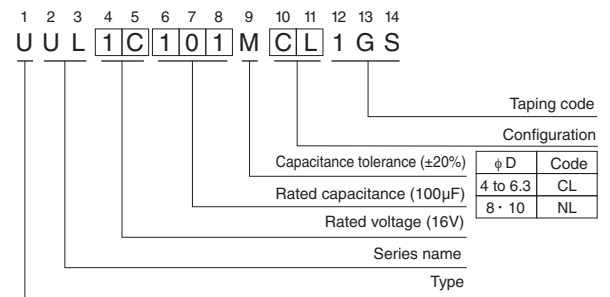 1 2 3 4 5 6 7 8 9 10 11 12 13 14
U U L 1 C 1 0 1 M C L 1 G S
Taping code
Configuration
Capacitance tolerance (±20%)
ϕ D Code
4 to 6.3 CL
8 · 10 NL
Rated capacitance (100µF)
Rated voltage (16V)
Series name
Type